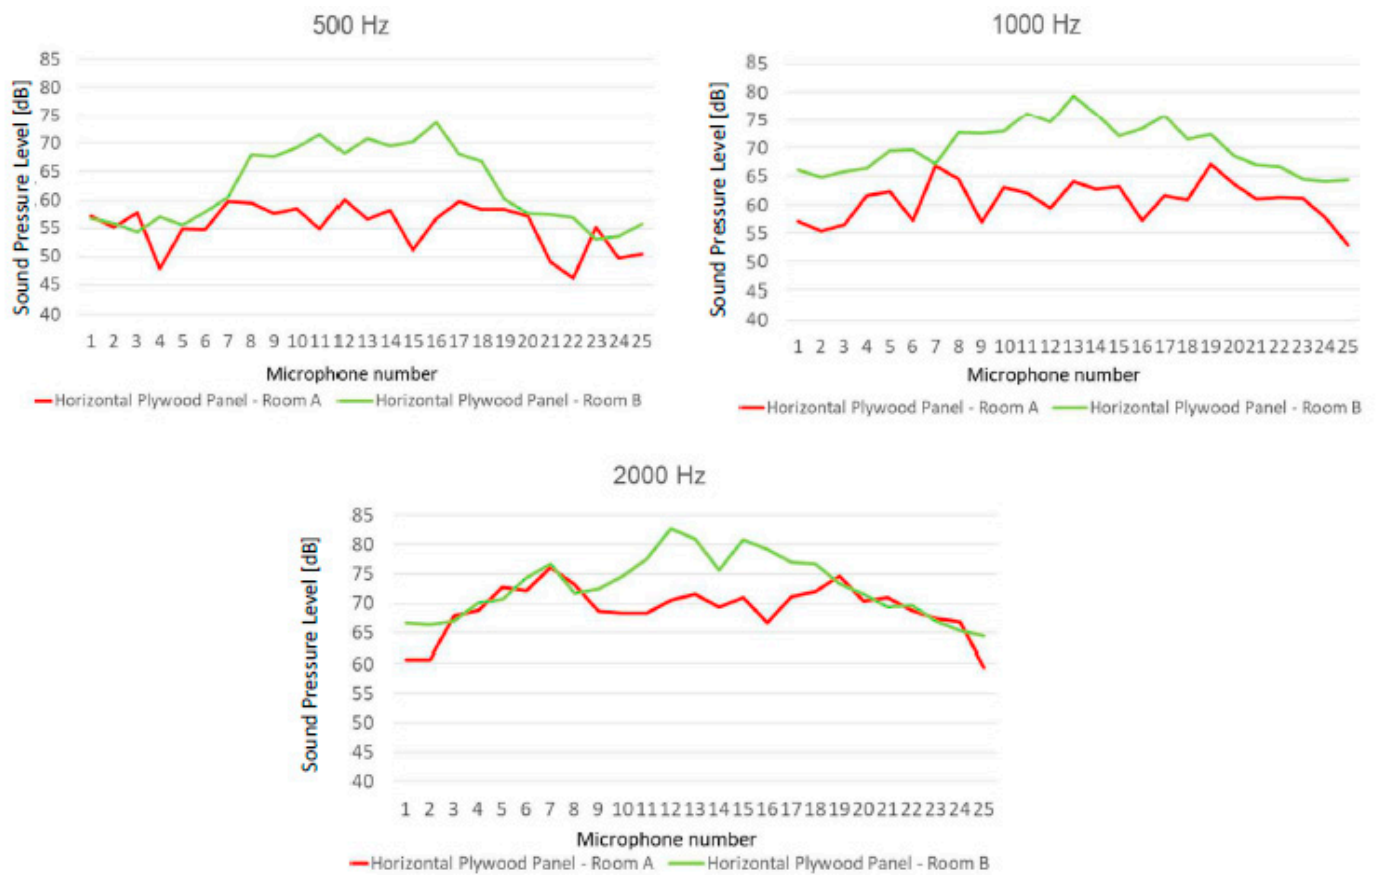 500 Hz
Sound Pressure Level [dB]
85
80
75
70
65
60
55
50
45
40
1 2 3 4 5 6 7 8 9 10 11 12 13 14 15 16 17 18 19 20 21 22 23 24 25
Microphone number
Horizontal Plywood Panel - Room A Horizontal Plywood Panel - Room B
1000 Hz
Sound Pressure Level [dB]
85
80
75
70
65
60
55
50
45
40
1 2 3 4 5 6 7 8 9 10 11 12 13 14 15 16 17 18 19 20 21 22 23 24 25
Microphone number
Horizontal Plywood Panel - Room A Horizontal Plywood Panel - Room B
2000 Hz
Sound Pressure Level [dB]
85
80
75
70
65
60
55
50
45
40
1 2 3 4 5 6 7 8 9 10 11 12 13 14 15 16 17 18 19 20 21 22 23 24 25
Microphone number
Horizontal Plywood Panel - Room A Horizontal Plywood Panel - Room B